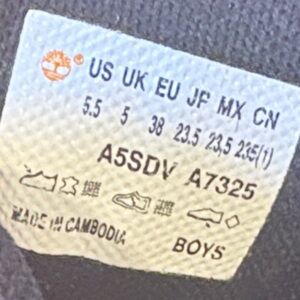 US UK EU JP MX CN
5.5 5 38 23.5 23,5 235(1)
A5SDV A7325
MADE IN CAMBODIA
BOYS